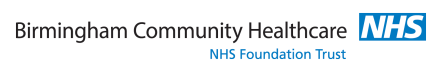 Birmingham Community Healthcare NHS
NHS Foundation Trust